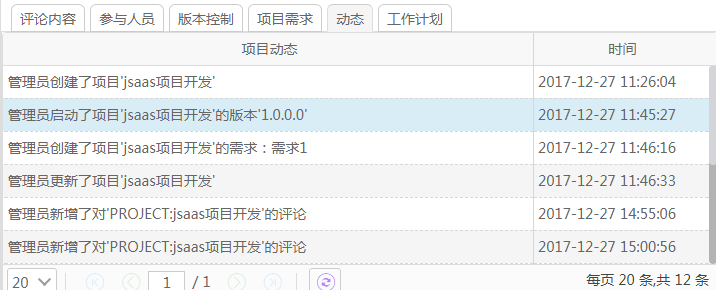 评论内容 参与人员 版本控制 项目需求 动态 工作计划
项目动态 时间
管理员创建了项目'jsaas项目开发' 2017-12-27 11:26:04
管理员启动了项目'jsaas项目开发'的版本'1.0.0.0' 2017-12-27 11:45:27
管理员创建了项目'jsaas项目开发'的需求：需求1 2017-12-27 11:46:16
管理员更新了项目'jsaas项目开发' 2017-12-27 11:46:33
管理员新增了对'PROJECT:jsaas项目开发'的评论 2017-12-27 14:55:06
管理员新增了对'PROJECT:jsaas项目开发'的评论 2017-12-27 15:00:56
20 1 / 1 每页 20 条,共 12 条